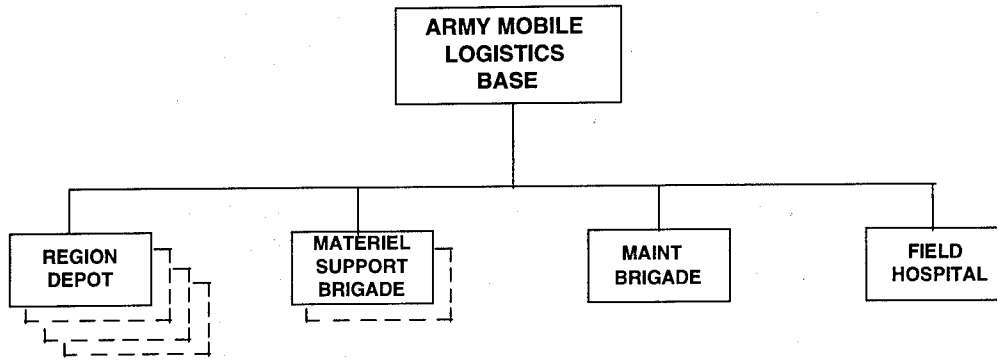 ARMY MOBILE
LOGISTICS
BASE
REGION
DEPOT
MATERIEL
SUPPORT
BRIGADE
MAINT
BRIGADE
FIELD
HOSPITAL